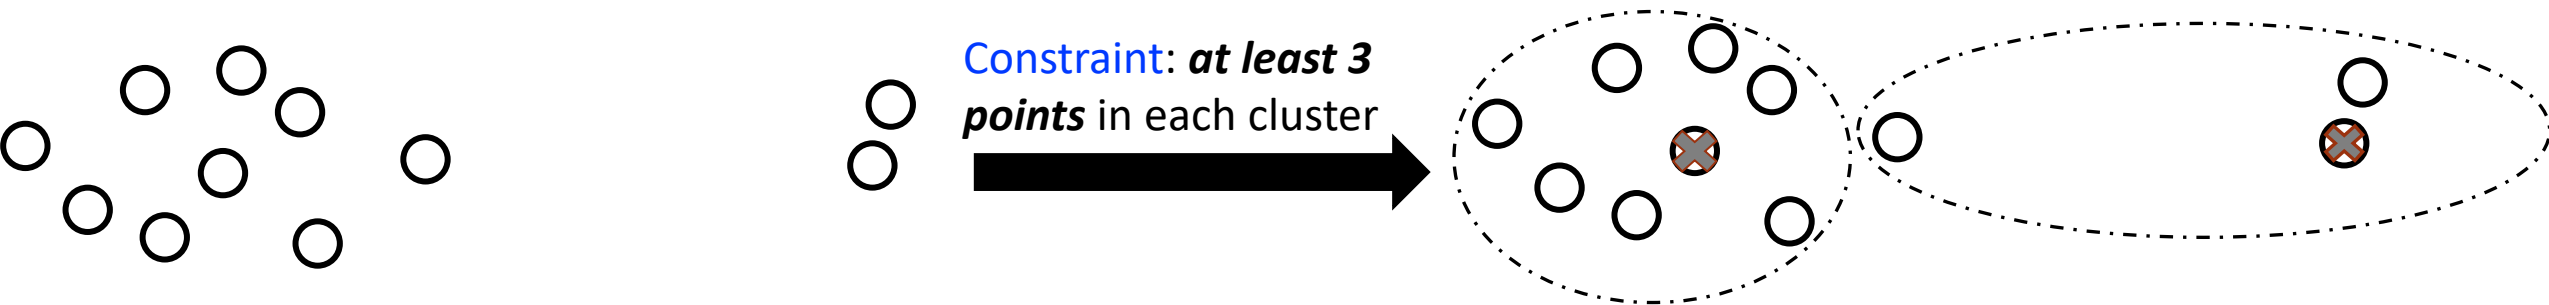 Constraint: at least 3
points in each cluster